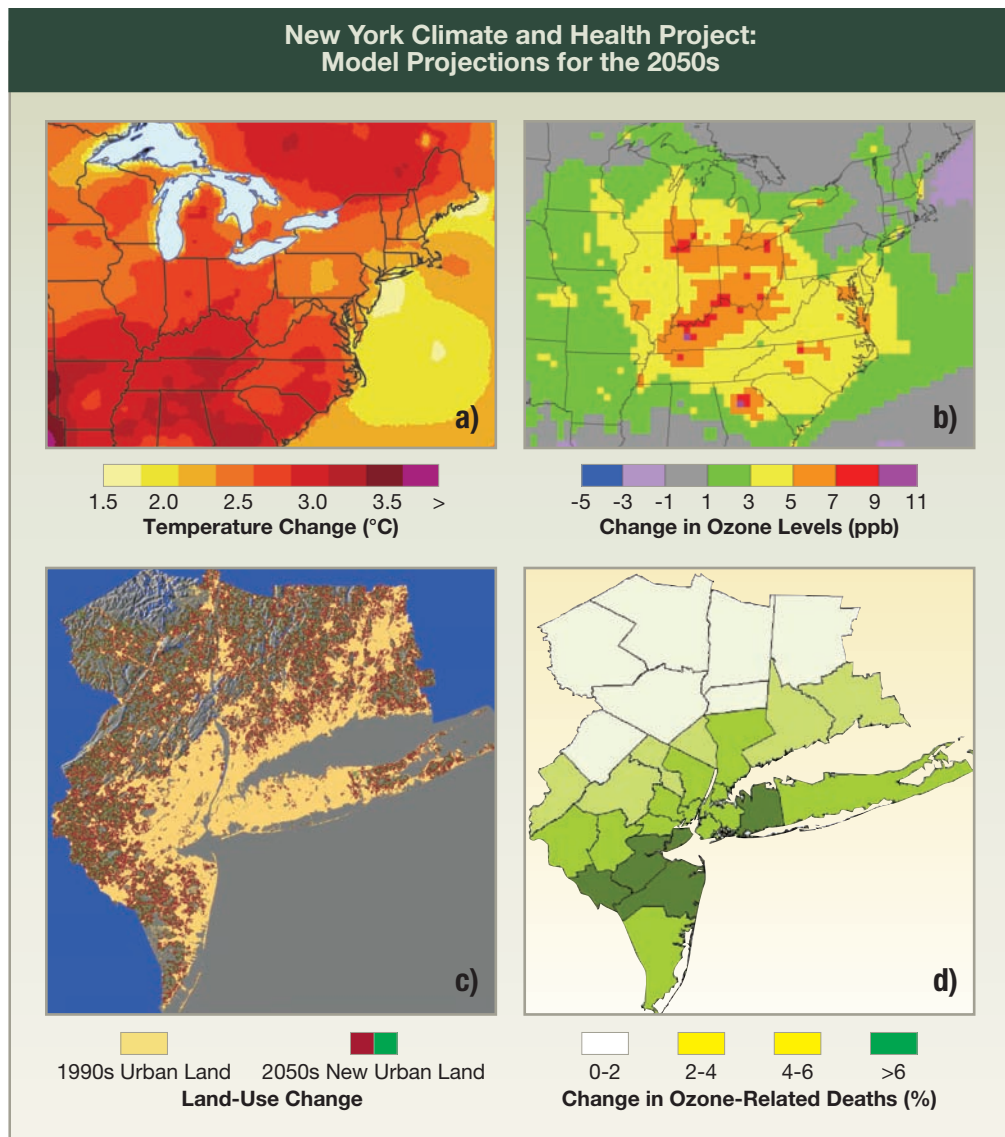 New York Climate and Health Project:
Model Projections for the 2050s
a)
1.5 2.0 2.5 3.0 3.5 >
Temperature Change (°C)
b)
-5 -3 -1 1 3 5 7 9 11
Change in Ozone Levels (ppb)
c)
1990s Urban Land 2050s New Urban Land
Land-Use Change
d)
0-2 2-4 4-6 >6
Change in Ozone-Related Deaths (%)